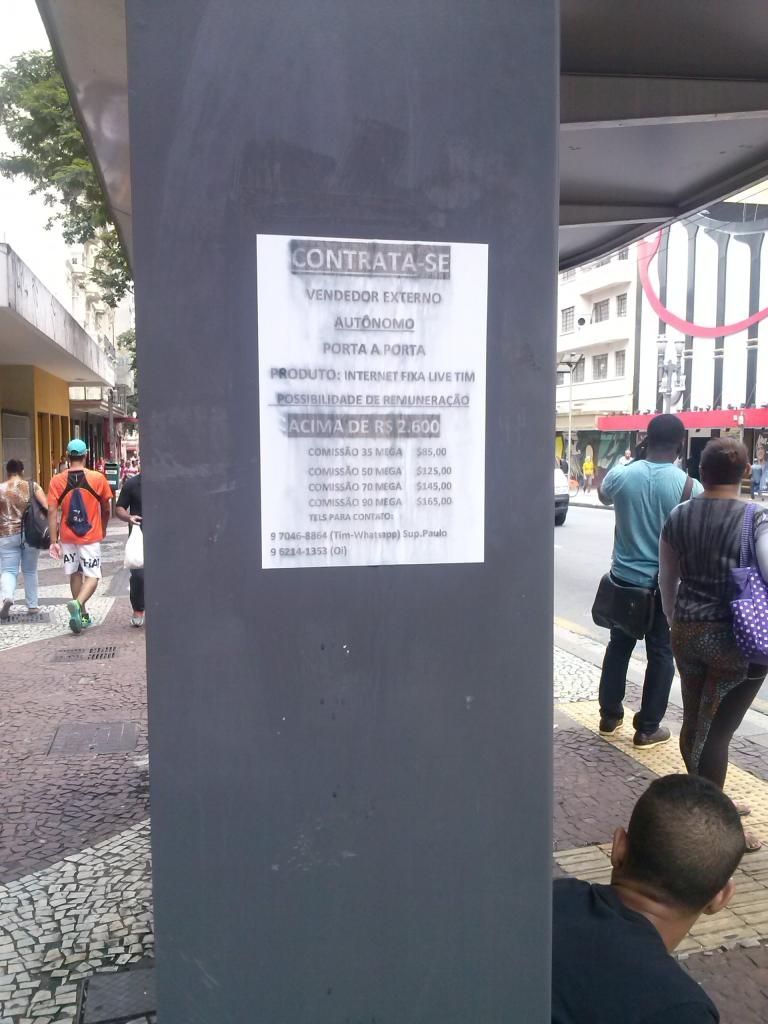 CONTRATA-SE
VENDEDOR EXTERNO
AUTÔNOMO
PORTA A PORTA
PRODUTO: INTERNET FIXA LIVE TIM
POSSIBILIDADE DE REMUNERAÇÃO
ACIMA DE R$ 2.600
COMISSÃO 35 MEGA $85,00
COMISSÃO 50 MEGA $125,00
COMISSÃO 70 MEGA $145,00
COMISSÃO 90 MEGA $165,00
TELS PARA CONTATO:
9 7046-8864 (Tim-Whatsapp) Sup.Paulo
9 6214-1353 (Oi)